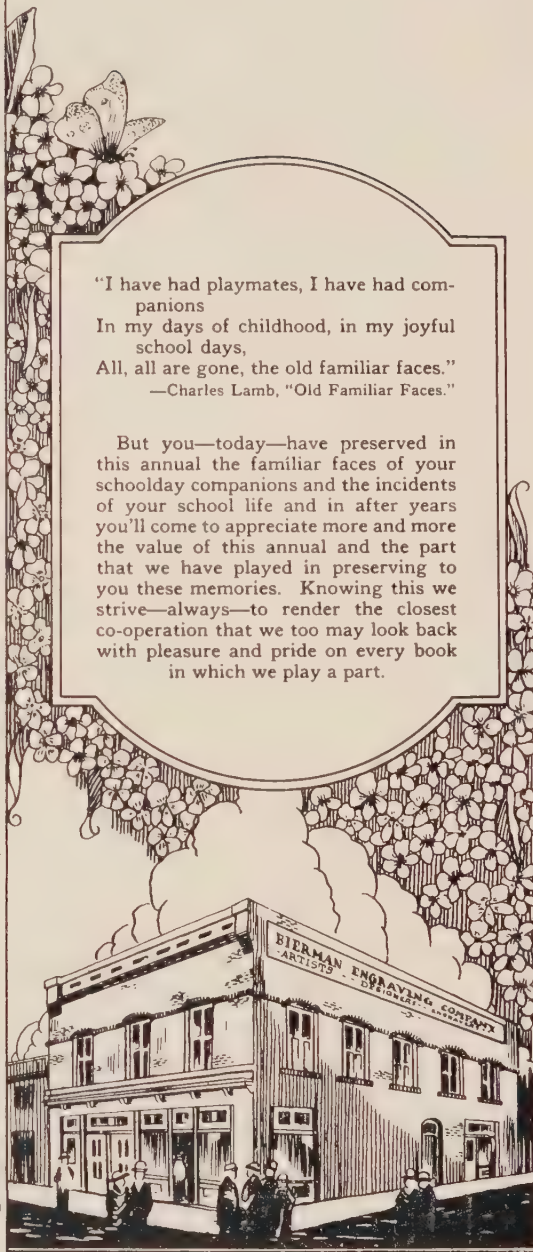 "I have had playmates, I have had com-
panions
In my days of childhood, in my joyful
school days,
All, all are gone, the old familiar faces."
—Charles Lamb, "Old Familiar Faces."
But you—today—have preserved in
this annual the familiar faces of your
schoolday companions and the incidents
of your school life and in after years
you'll come to appreciate more and more
the value of this annual and the part
that we have played in preserving to
you these memories. Knowing this we
strive—always—to render the closest
co-operation that we too may look back
with pleasure and pride on every book
in which we play a part.
BIERMAN ENGRAVING COMPANY
ARTISTS - - DESIGNERS - - ENGRAVERS